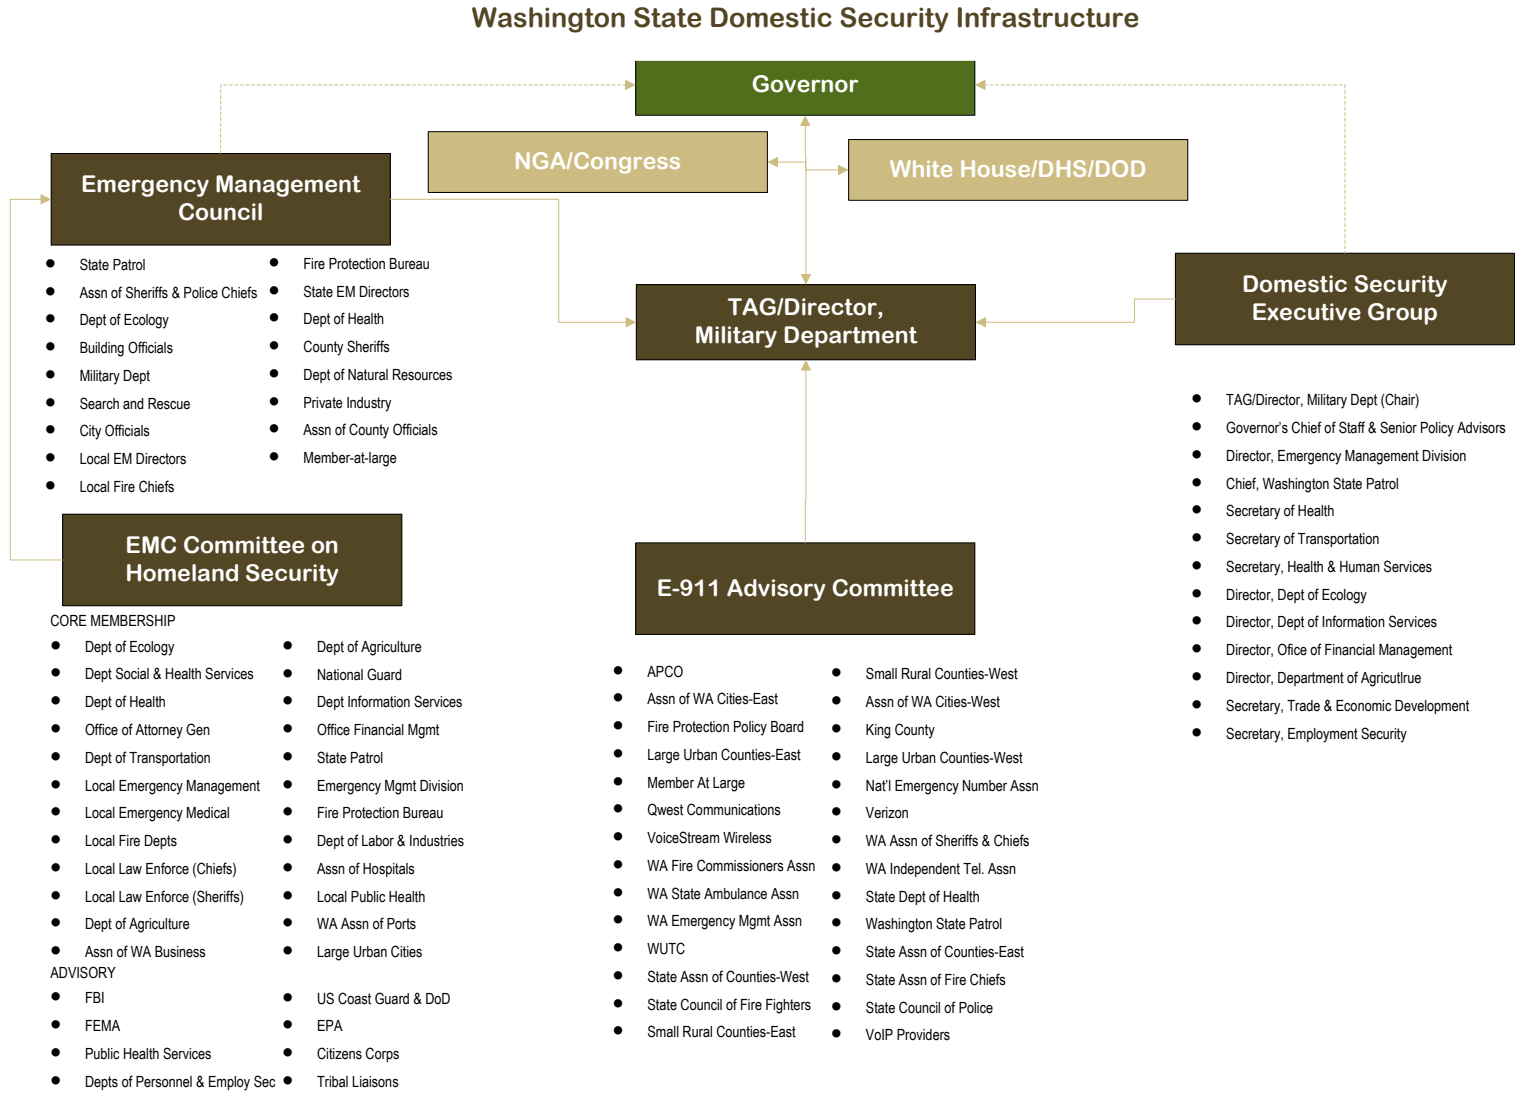 Washington State Domestic Security Infrastructure
Governor
NGA/Congress
White House/DHS/DOD
Emergency Management
Council
State Patrol
Assn of Sheriffs & Police Chiefs
Dept of Ecology
Building Officials
Military Dept
Search and Rescue
City Officials
Local EM Directors
Local Fire Chiefs
Fire Protection Bureau
State EM Directors
Dept of Health
County Sheriffs
Dept of Natural Resources
Private Industry
Assn of County Officials
Member-at-large
TAG/Director,
Military Department
Domestic Security
Executive Group
TAG/Director, Military Dept (Chair)
Governor's Chief of Staff & Senior Policy Advisors
Director, Emergency Management Division
Chief, Washington State Patrol
Secretary of Health
Secretary of Transportation
Secretary, Health & Human Services
Director, Dept of Ecology
Director, Dept of Information Services
Director, Ofice of Financial Management
Director, Department of Agricutlrue
Secretary, Trade & Economic Development
Secretary, Employment Security
EMC Committee on
Homeland Security
CORE MEMBERSHIP
Dept of Ecology
Dept Social & Health Services
Dept of Health
Office of Attorney Gen
Dept of Transportation
Local Emergency Management
Local Emergency Medical
Local Fire Depts
Local Law Enforce (Chiefs)
Local Law Enforce (Sheriffs)
Dept of Agriculture
Assn of WA Business
Dept of Agriculture
National Guard
Dept Information Services
Office Financial Mgmt
State Patrol
Emergency Mgmt Division
Fire Protection Bureau
Dept of Labor & Industries
Assn of Hospitals
Local Public Health
WA Assn of Ports
Large Urban Cities
ADVISORY
FBI
FEMA
Public Health Services
Depts of Personnel & Employ Sec
US Coast Guard & DoD
EPA
Citizens Corps
Tribal Liaisons
E-911 Advisory Committee
APCO
Assn of WA Cities-East
Fire Protection Policy Board
Large Urban Counties-East
Member At Large
Qwest Communications
VoiceStream Wireless
WA Fire Commissioners Assn
WA State Ambulance Assn
WA Emergency Mgmt Assn
WUTC
State Assn of Counties-West
State Council of Fire Fighters
Small Rural Counties-East
Small Rural Counties-West
Assn of WA Cities-West
King County
Large Urban Counties-West
Nat'l Emergency Number Assn
Verizon
WA Assn of Sheriffs & Chiefs
WA Independent Tel. Assn
State Dept of Health
Washington State Patrol
State Assn of Counties-East
State Assn of Fire Chiefs
State Council of Police
VoIP Providers